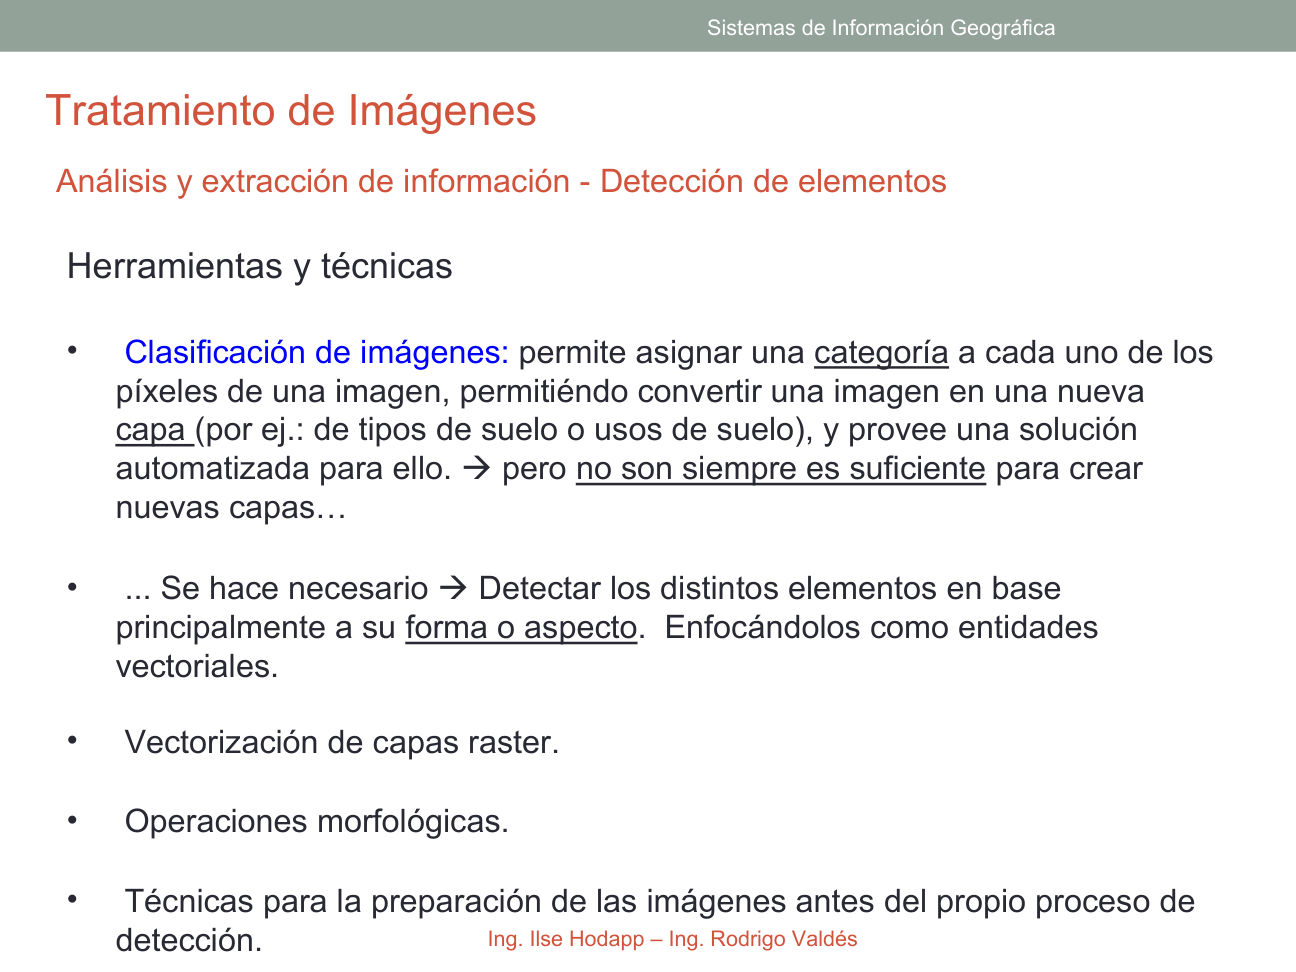 Sistemas de Información Geográfica
Tratamiento de Imágenes
Análisis y extracción de información - Detección de elementos
Herramientas y técnicas
• Clasificación de imágenes: permite asignar una categoría a cada uno de los
píxeles de una imagen, permitiéndo convertir una imagen en una nueva
capa (por ej.: de tipos de suelo o usos de suelo), y provee una solución
automatizada para ello. → pero no son siempre es suficiente para crear
nuevas capas…
• ... Se hace necesario → Detectar los distintos elementos en base
principalmente a su forma o aspecto. Enfocándolos como entidades
vectoriales.
• Vectorización de capas raster.
• Operaciones morfológicas.
• Técnicas para la preparación de las imágenes antes del propio proceso de
detección.
Ing. Ilse Hodapp – Ing. Rodrigo Valdés